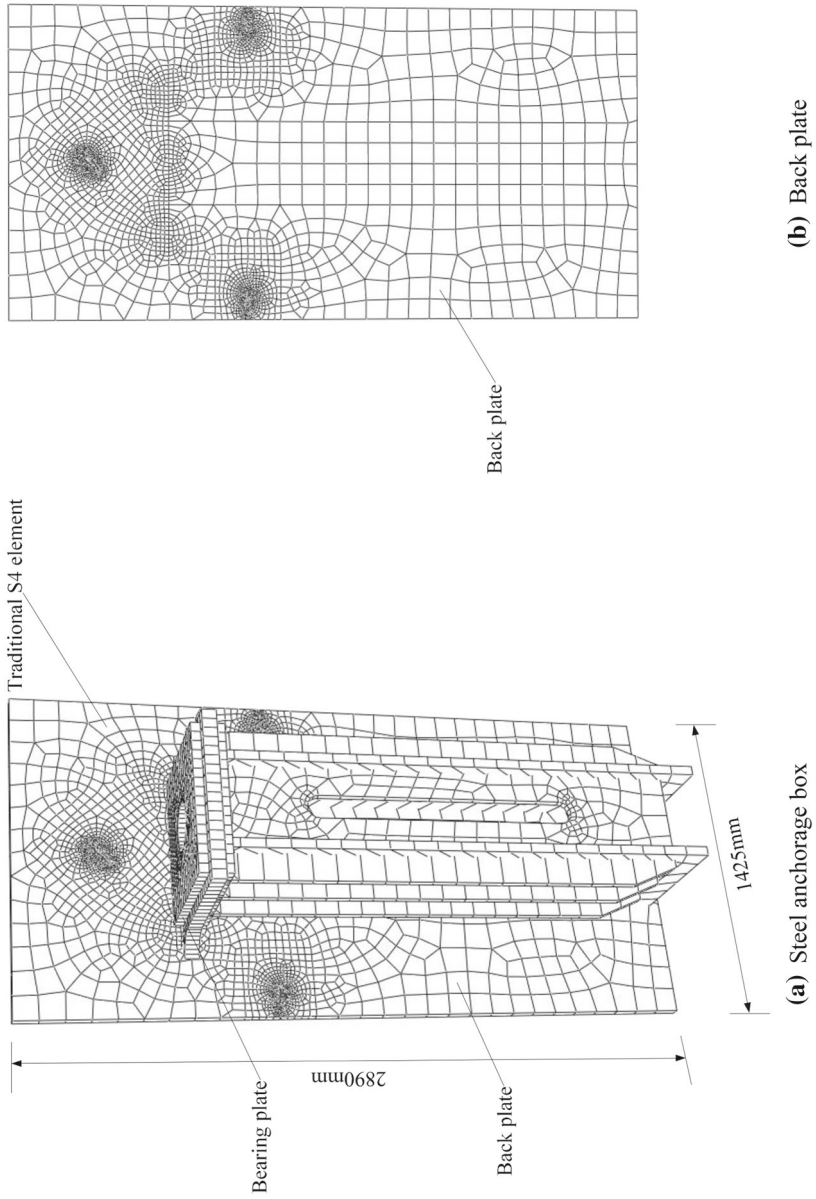 Traditional S4 element
Bearing plate
Back plate
2890mm
1425mm
(a) Steel anchorage box
Back plate
(b) Back plate